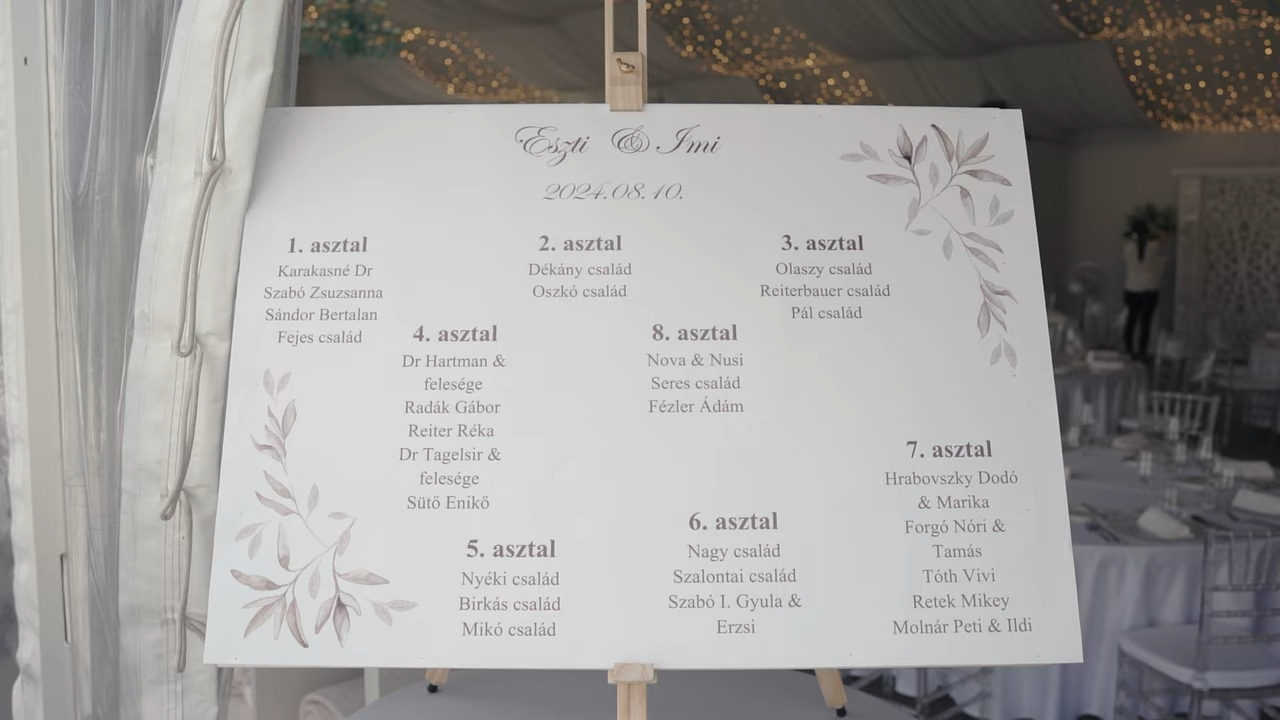 Eszti & Imi
2024.08.10.
1. asztal
Karakasné Dr
Szabó Zsuzsanna
Sándor Bertalan
Fejes család
2. asztal
Dékány család
Oszkó család
3. asztal
Olaszy család
Reiterbauer család
Pál család
4. asztal
Dr Hartman &
felesége
Radák Gábor
Reiter Réka
Dr Tagelsir &
felesége
Sütő Enikő
8. asztal
Nova & Nusi
Seres család
Fézler Ádám
5. asztal
Nyéki család
Birkás család
Mikó család
6. asztal
Nagy család
Szalontai család
Szabó I. Gyula &
Erzsi
7. asztal
Hrabovszky Dodó
& Marika
Forgó Nóri &
Tamás
Tóth Vivi
Retek Mikey
Molnár Peti & Ildi